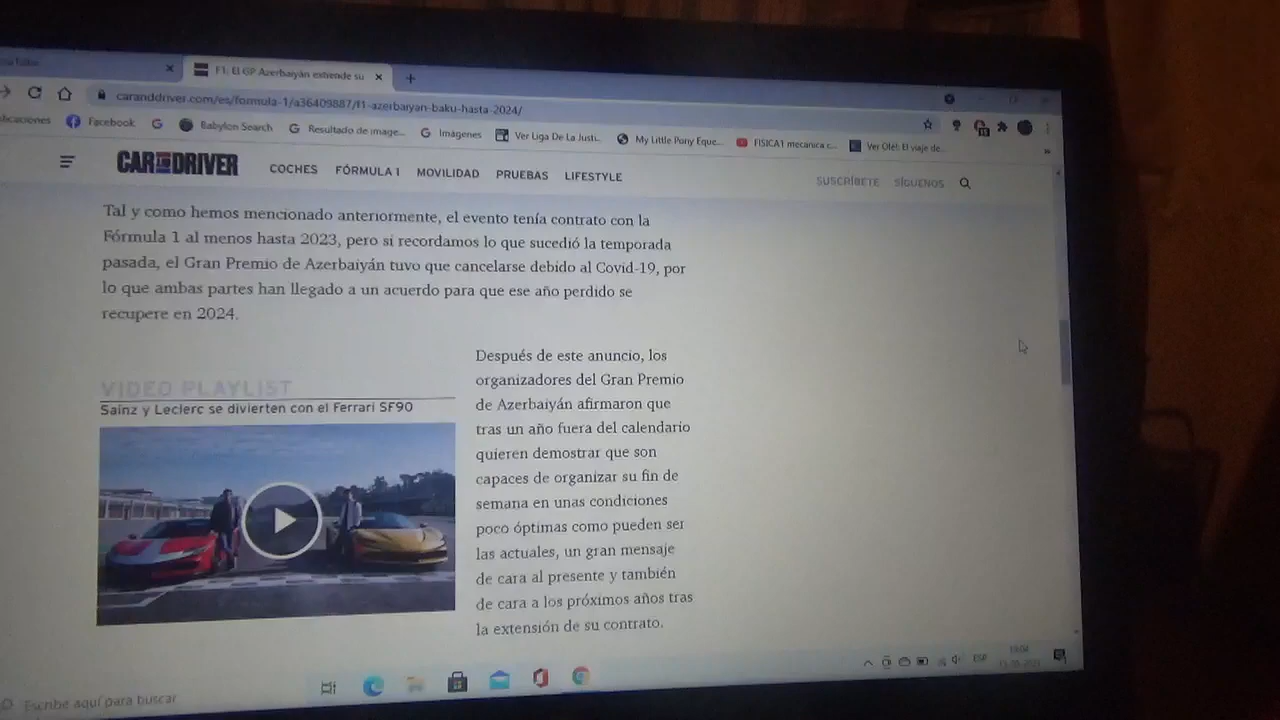 F1: El GP Azerbaiyán extiende su
caranddriver.com/es/formula-1/a36409887/f1-azerbaiyan-baku-hasta-2024/
Facebook
Babylon Search
Resultado de image...
Imágenes
Ver Liga De La Justi...
My Little Pony Eque...
FISICA1 mecanica c...
Ver Olé!: El viaje de...
CAR AND DRIVER
COCHES FÓRMULA 1 MOVILIDAD PRUEBAS LIFESTYLE
SUSCRÍBETE SÍGUENOS
Tal y como hemos mencionado anteriormente, el evento tenía contrato con la
Fórmula 1 al menos hasta 2023, pero si recordamos lo que sucedió la temporada
pasada, el Gran Premio de Azerbaiyán tuvo que cancelarse debido al Covid-19, por
lo que ambas partes han llegado a un acuerdo para que ese año perdido se
recupere en 2024.
VIDEO PLAYLIST
Sainz y Leclerc se divierten con el Ferrari SF90
Después de este anuncio, los
organizadores del Gran Premio
de Azerbaiyán afirmaron que
tras un año fuera del calendario
quieren demostrar que son
capaces de organizar su fin de
semana en unas condiciones
poco óptimas como pueden ser
las actuales, un gran mensaje
de cara al presente y también
de cara a los próximos años tras
la extensión de su contrato.
Escribe aquí para buscar
ESP